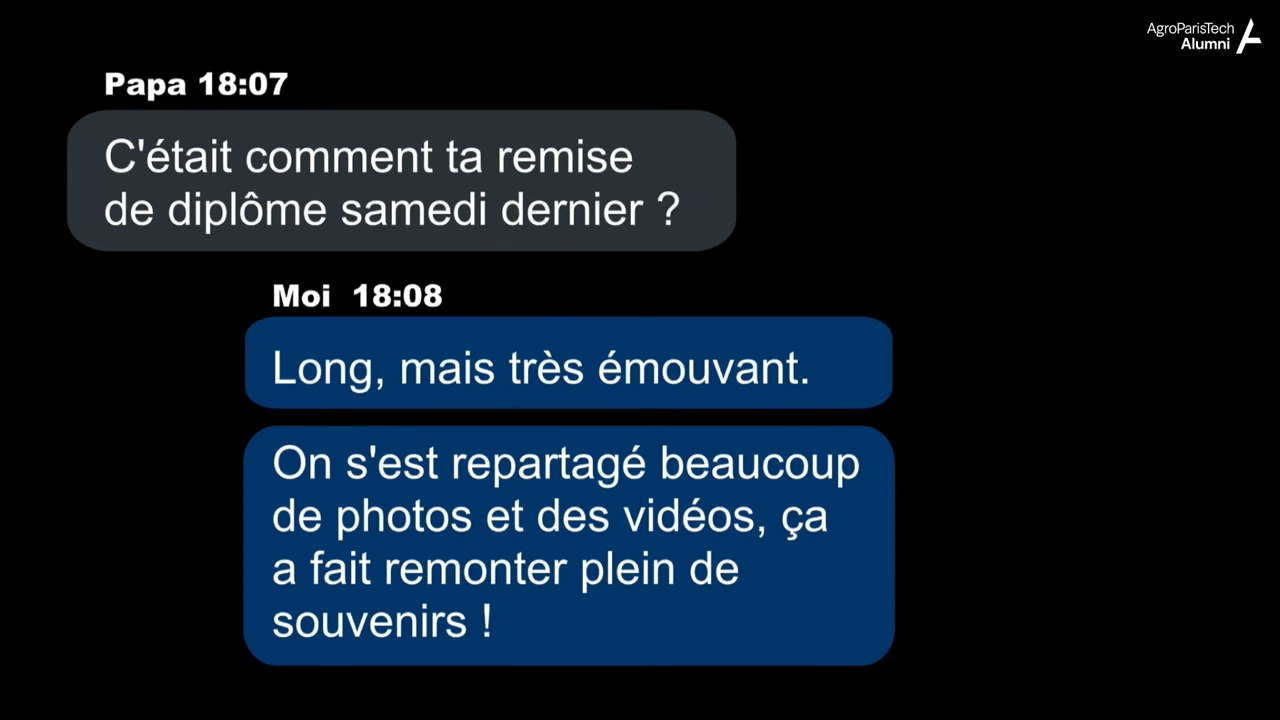 AgroParisTech
Alumni
Papa 18:07
C'était comment ta remise
de diplôme samedi dernier ?
Moi 18:08
Long, mais très émouvant.
On s'est repartagé beaucoup
de photos et des vidéos, ça
a fait remonter plein de
souvenirs !